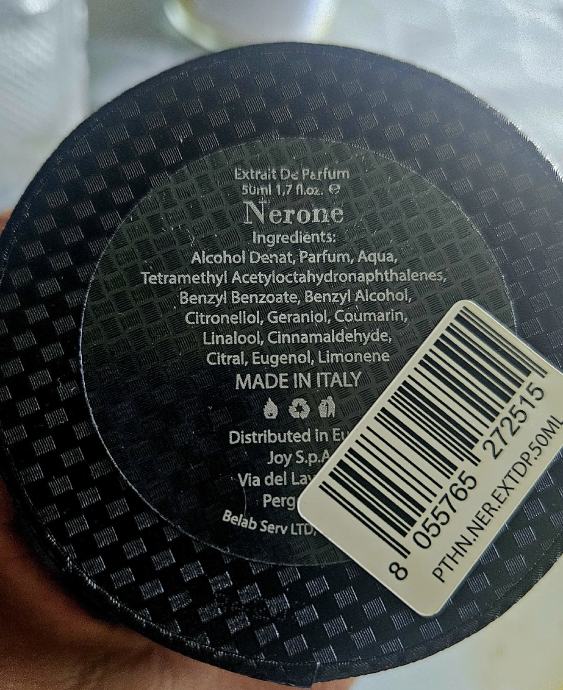 Extrait De Parfum
50ml 1,7 fl.oz. ℮
Nerone
Ingredients:
Alcohol Denat, Parfum, Aqua,
Tetramethyl Acetyloctahydronaphthalenes,
Benzyl Benzoate, Benzyl Alcohol,
Citronellol, Geraniol, Coumarin,
Linalool, Cinnamaldehyde,
Citral, Eugenol, Limonene
MADE IN ITALY
Distributed in Eu
Joy S.p.A
Via del La
Perg
Belab Serv LTD,
8 055765 272515
PTHN.NER.EXTDP.50ML